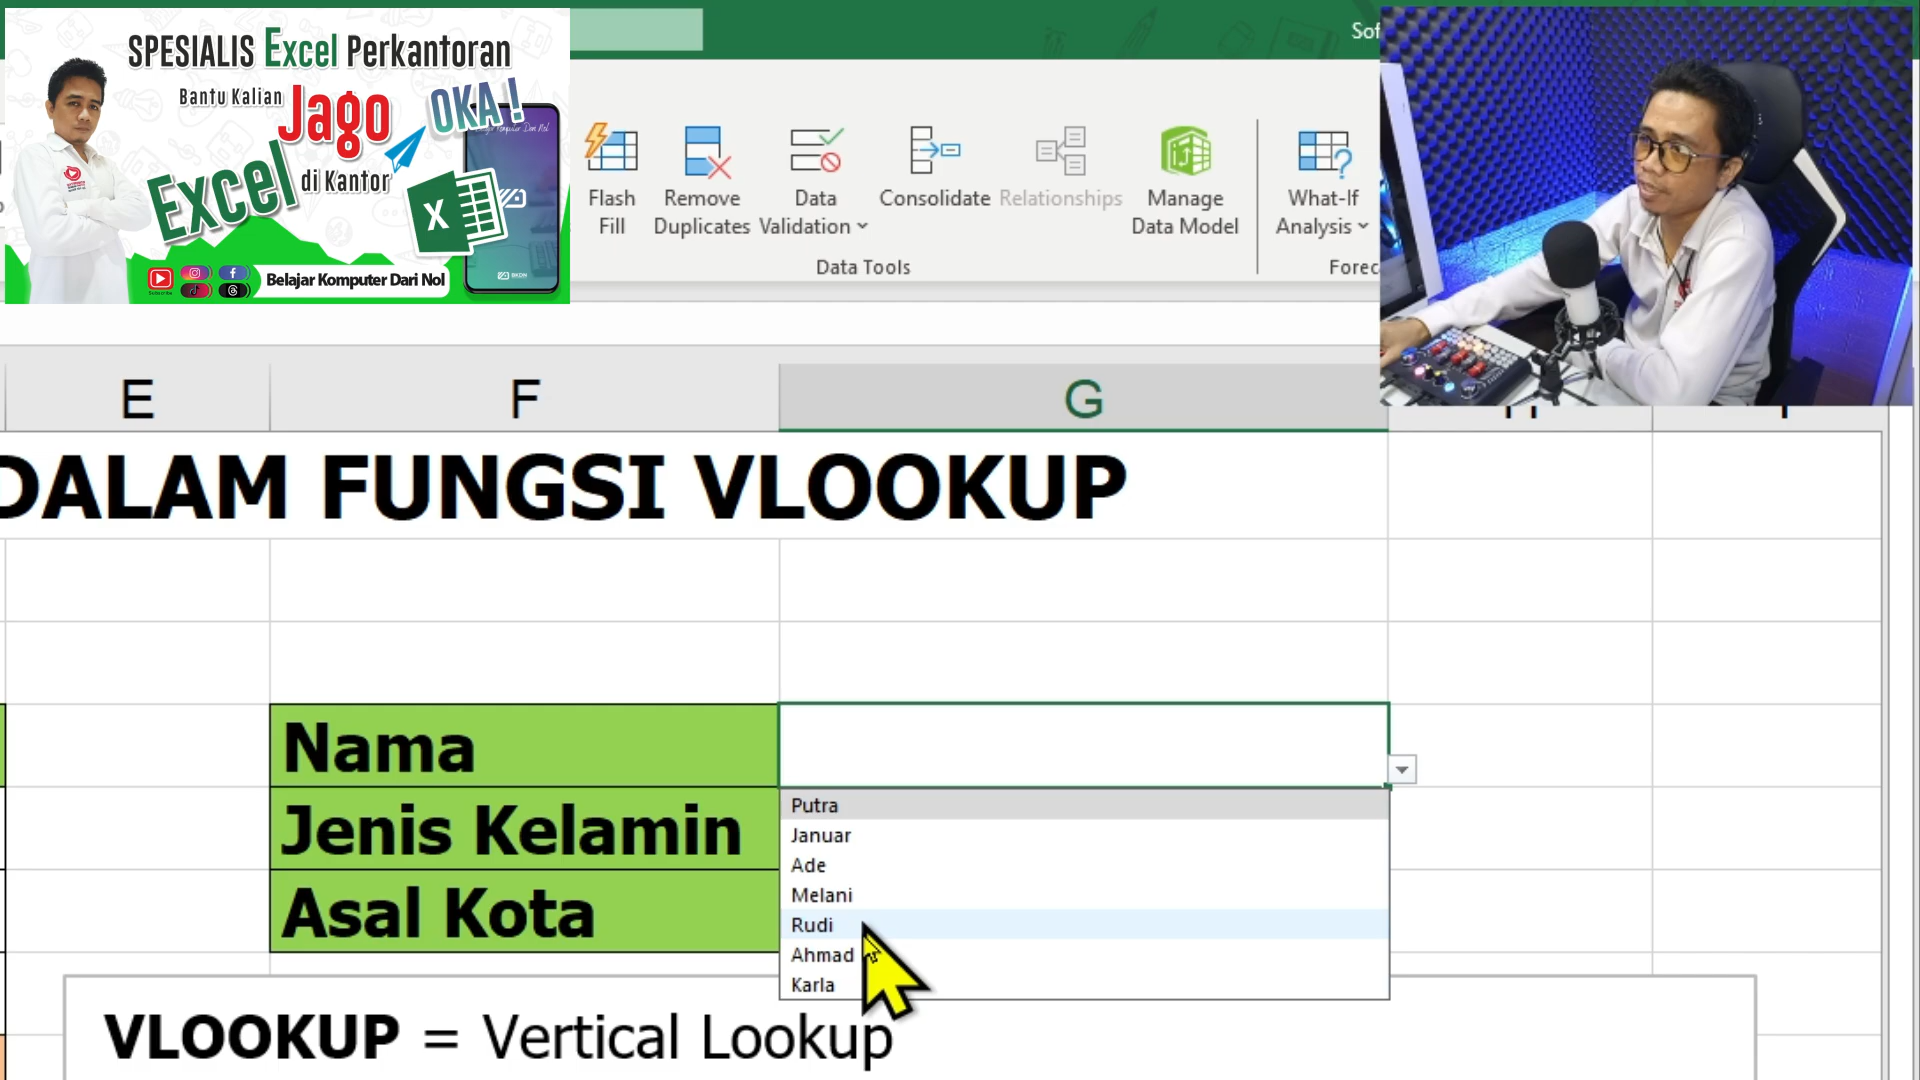 SPESIALIS Excel Perkantoran
Bantu Kalian Jago OKA !
Excel di Kantor
X
BKDN
Belajar Komputer Dari Nol
Flash Fill
Remove Duplicates
Data Validation
Consolidate
Relationships
Manage Data Model
What-If Analysis
Data Tools
E F G
DALAM FUNGSI VLOOKUP
Nama
Jenis Kelamin
Asal Kota
Putra
Januar
Ade
Melani
Rudi
Ahmad
Karla
VLOOKUP = Vertical Lookup